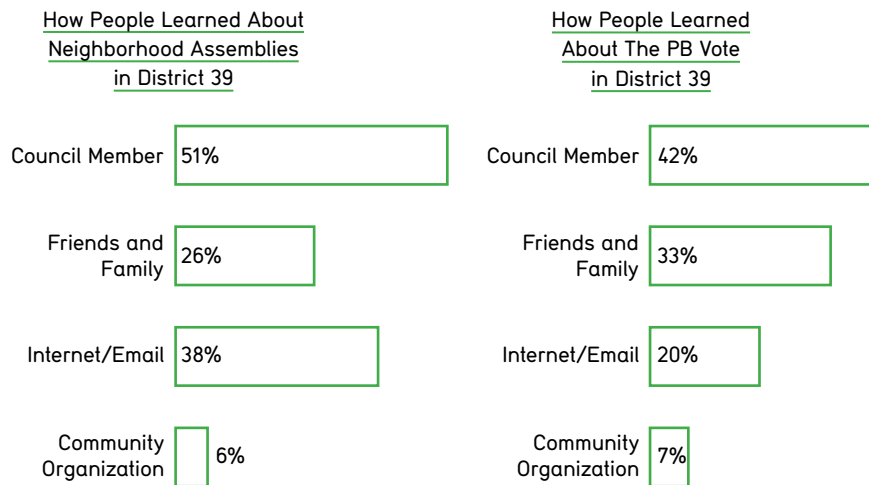 How People Learned About
Neighborhood Assemblies
in District 39
Council Member 51%
Friends and
Family 26%
Internet/Email 38%
Community
Organization 6%
How People Learned
About The PB Vote
in District 39
Council Member 42%
Friends and
Family 33%
Internet/Email 20%
Community
Organization 7%